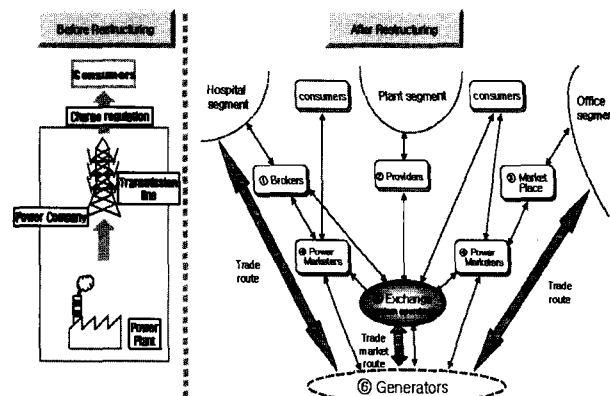 Before Restructuring
Consumers
Charge regulation
Transmission
line
Power Company
Power
Plant
After Restructuring
Hospital
segment
consumers
Plant segment
consumers
Office
segment
① Brokers
② Providers
③ Market
Place
④ Power
Marketers
④ Power
Marketers
Exchange
Trade
route
Trade
route
Trade
market
route
⑥ Generators